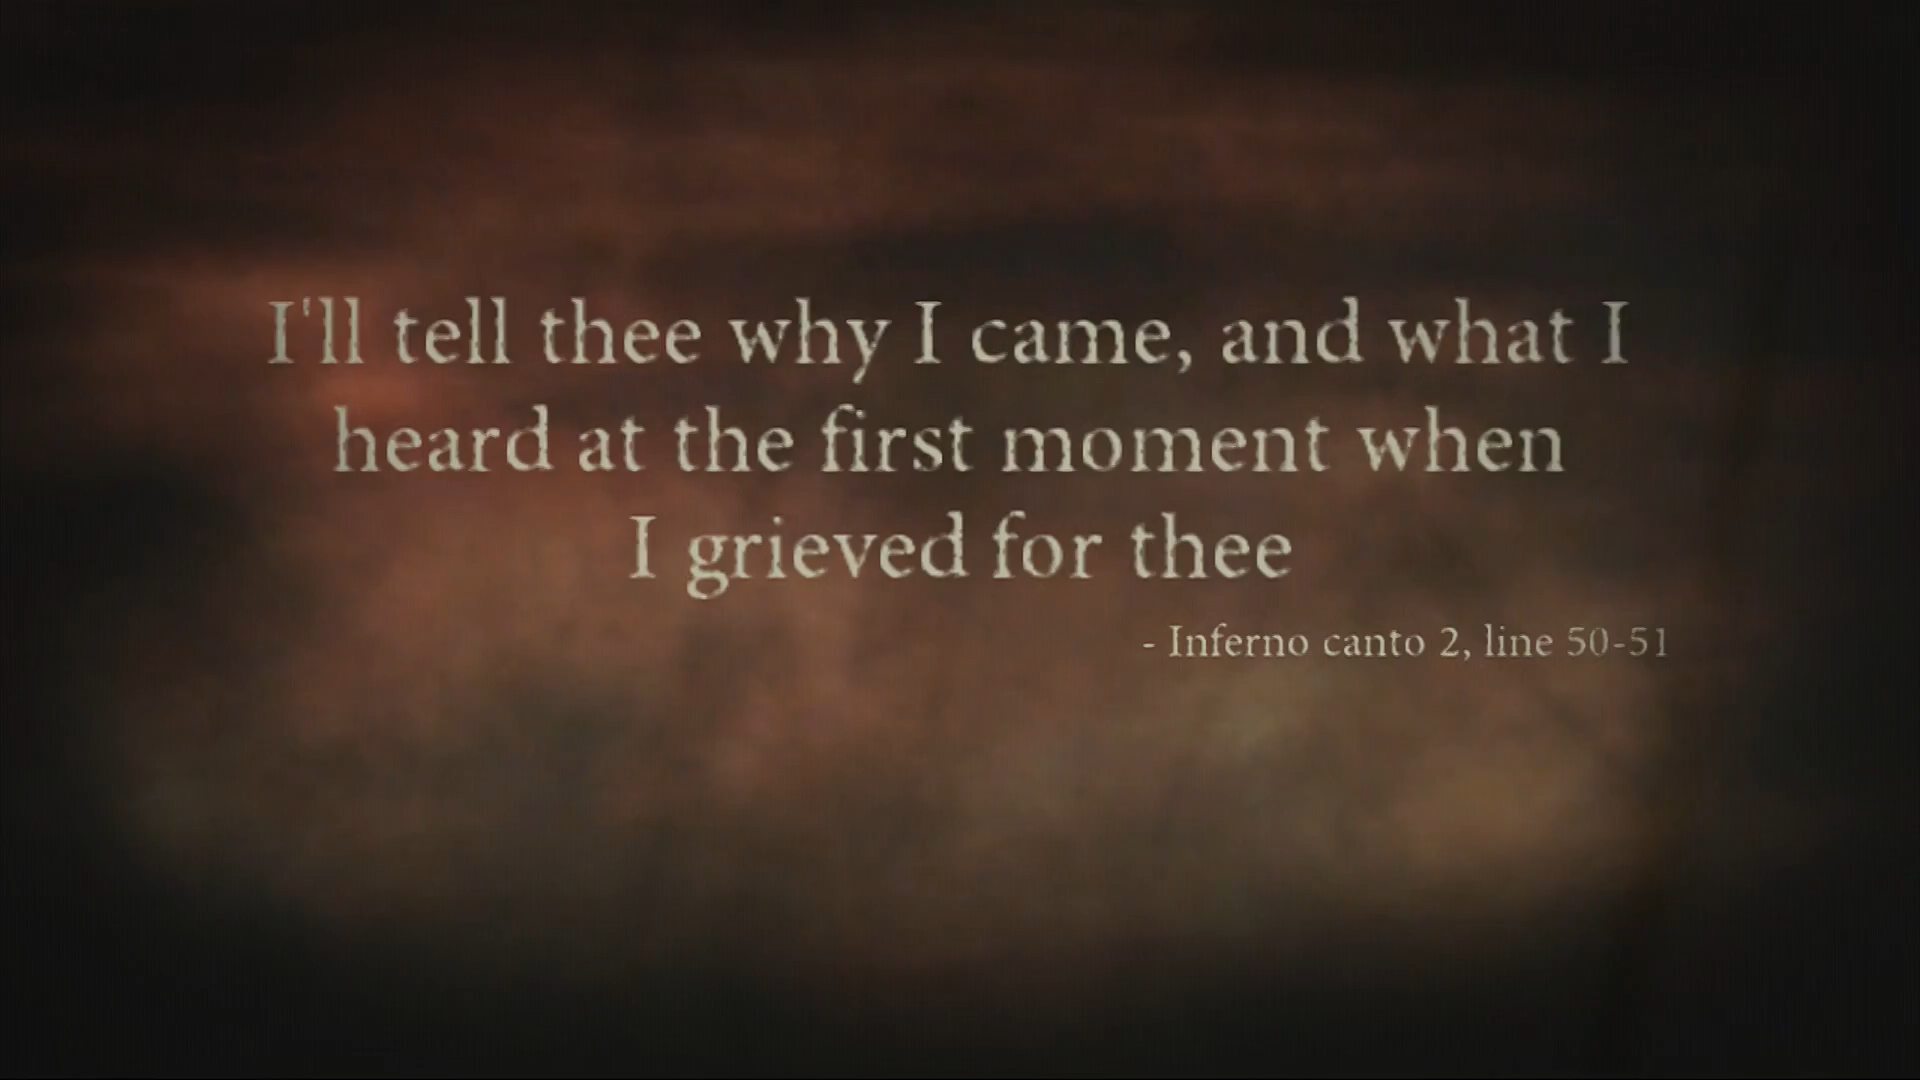 I'll tell thee why I came, and what I
heard at the first moment when
I grieved for thee
- Inferno canto 2, line 50-51